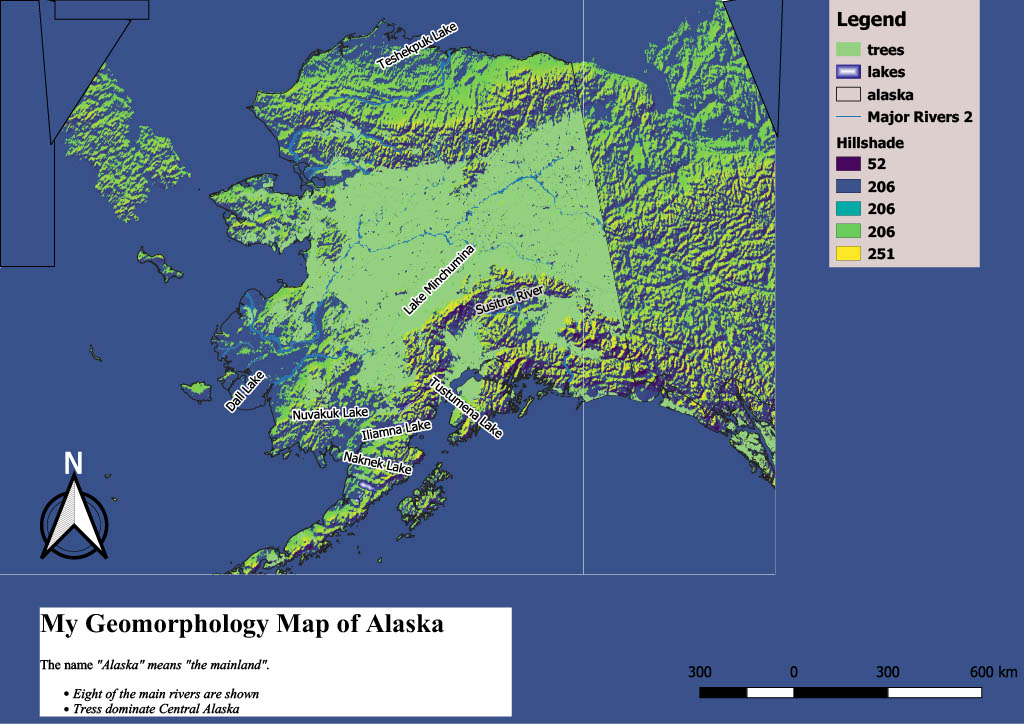 Teshekpuk Lake
Lake Minchumina
Susitna River
Dall Lake
Tustumena Lake
Nuvakuk Lake
Iliamna Lake
Naknek Lake
N
Legend
trees
lakes
alaska
Major Rivers 2
Hillshade
52
206
206
206
251
My Geomorphology Map of Alaska
The name "Alaska" means "the mainland".
• Eight of the main rivers are shown
• Tress dominate Central Alaska
300 0 300 600 km